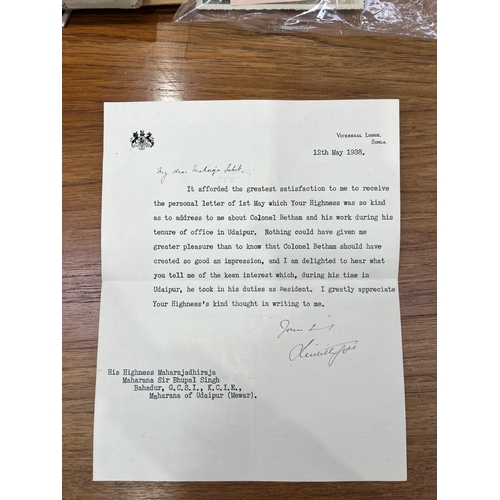 VICEREGAL LODGE,
SIMLA.
12th May 1938.
My dear Maharaja Sahib,
It afforded the greatest satisfaction to me to receive
the personal letter of 1st May which Your Highness was so kind
as to address to me about Colonel Betham and his work during his
tenure of office in Udaipur. Nothing could have given me
greater pleasure than to know that Colonel Betham should have
created so good an impression, and I am delighted to hear what
you tell me of the keen interest which, during his time in
Udaipur, he took in his duties as Resident. I greatly appreciate
Your Highness's kind thought in writing to me.
Linlithgow
His Highness Maharajadhiraja
Maharana Sir Bhupal Singh
Bahadur, G.C.S.I., K.C.I.E.,
Maharana of Udaipur (Mewar).